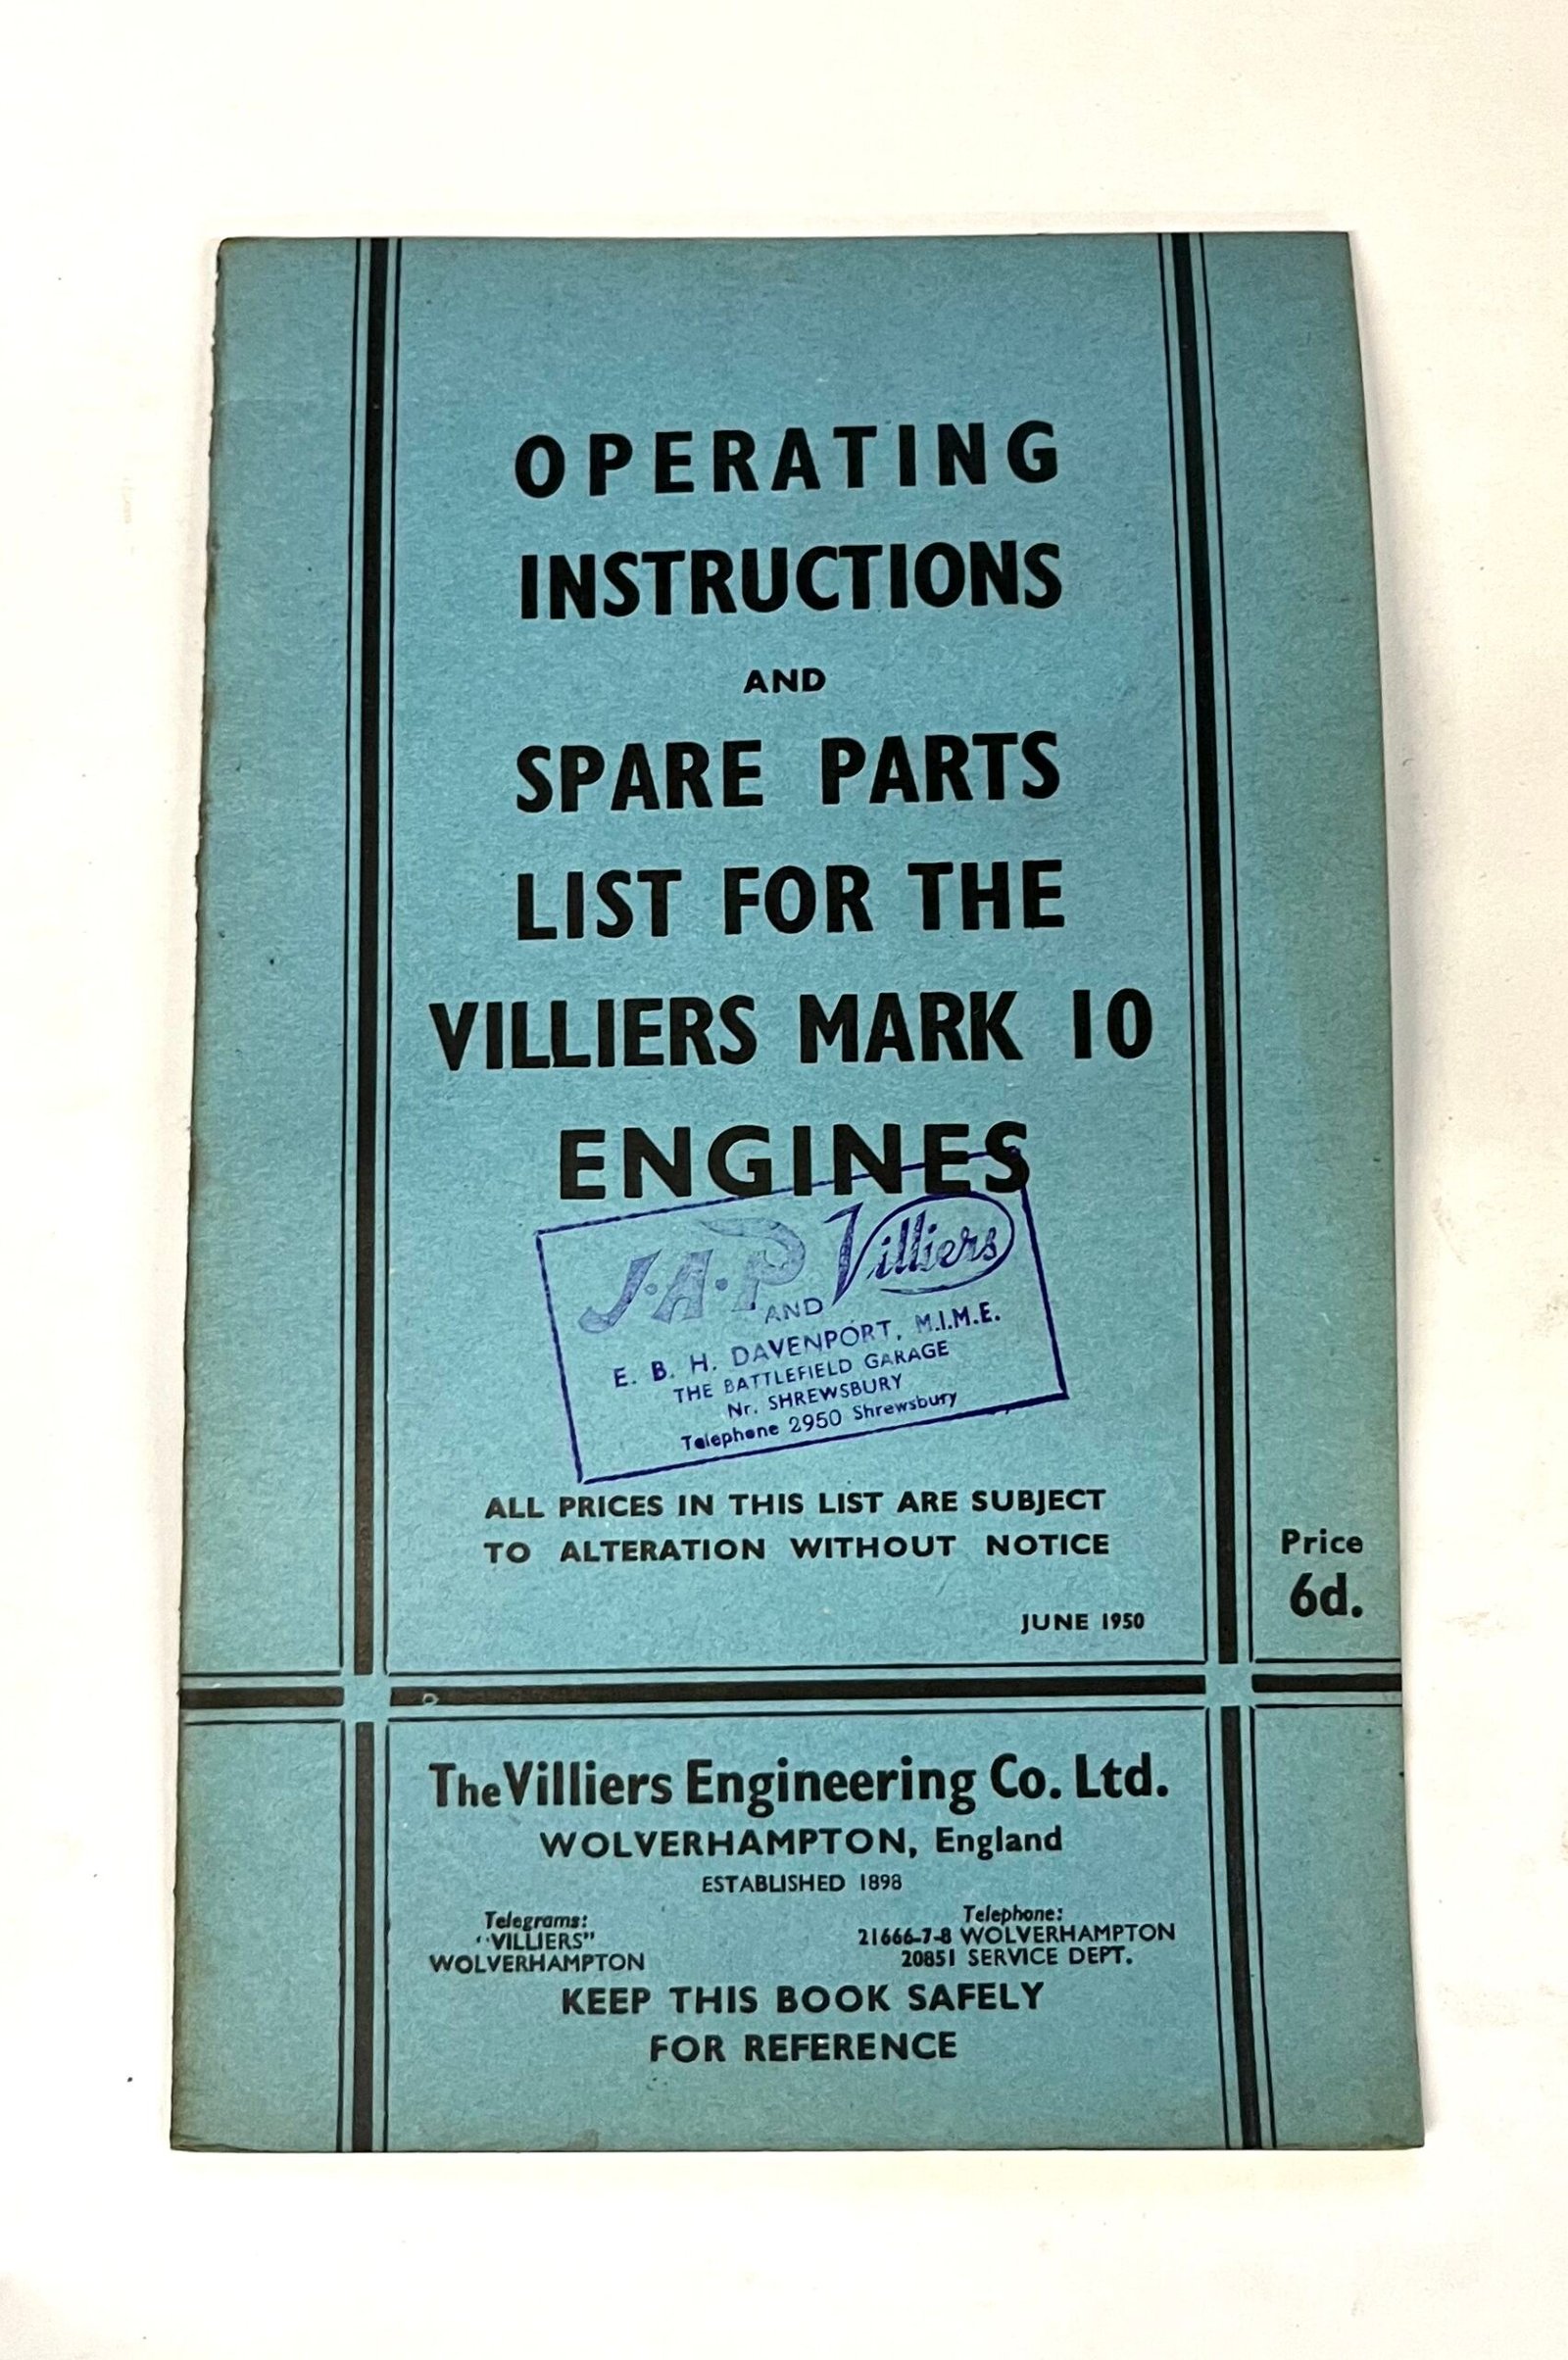 OPERATING
INSTRUCTIONS
AND
SPARE PARTS
LIST FOR THE
VILLIERS MARK 10
ENGINES
J.A.P Villiers
AND
E. B. H. DAVENPORT, M.I.M.E.
THE BATTLEFIELD GARAGE
Nr. SHREWSBURY
Telephone 2950 Shrewsbury
ALL PRICES IN THIS LIST ARE SUBJECT
TO ALTERATION WITHOUT NOTICE
JUNE 1950
Price
6d.
The Villiers Engineering Co. Ltd.
WOLVERHAMPTON, England
ESTABLISHED 1898
Telegrams:
"VILLIERS"
WOLVERHAMPTON
Telephone:
21666-7-8 WOLVERHAMPTON
20851 SERVICE DEPT.
KEEP THIS BOOK SAFELY
FOR REFERENCE